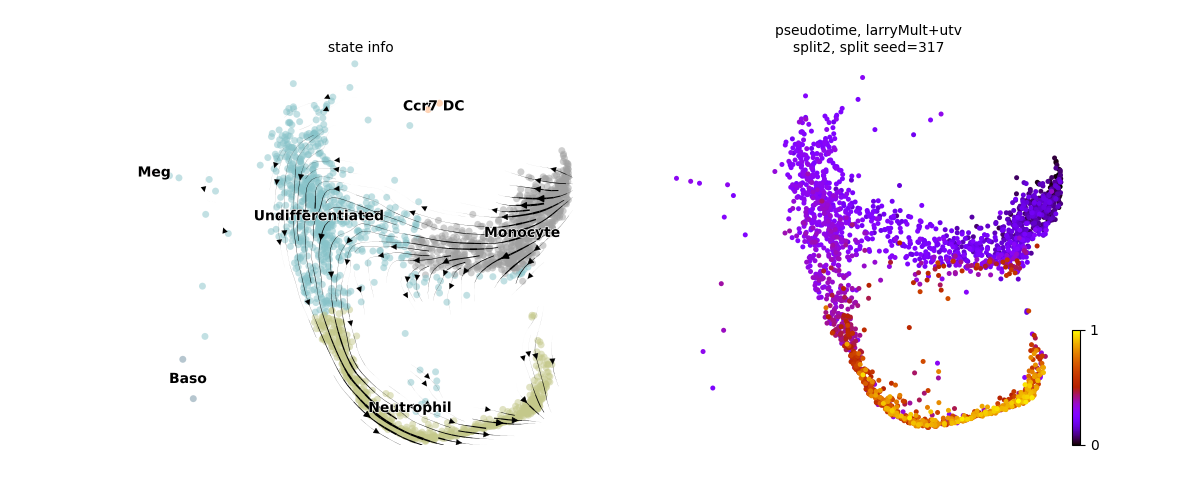 state info
Ccr7 DC
Meg
Undifferentiated
Monocyte
Baso
Neutrophil
pseudotime, larryMult+utv
split2, split seed=317
1
0